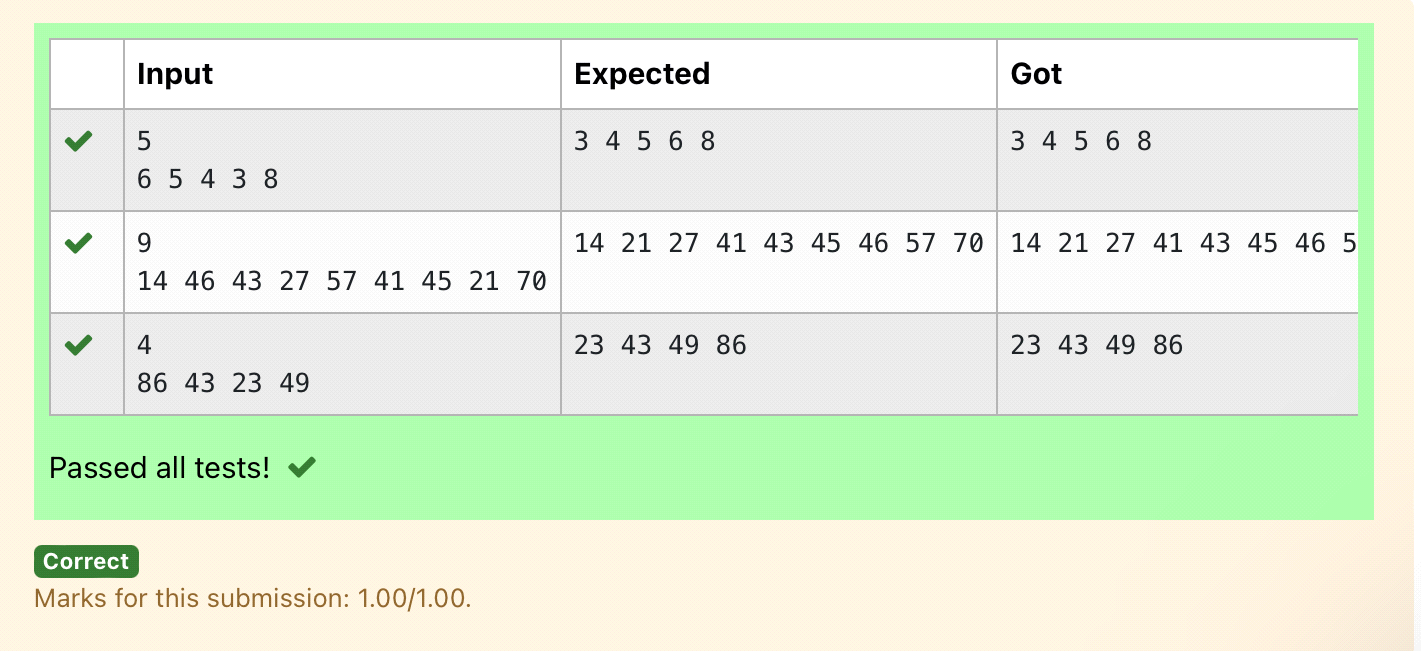 Input Expected Got
5 3 4 5 6 8 3 4 5 6 8
6 5 4 3 8
9 14 21 27 41 43 45 46 57 70 14 21 27 41 43 45 46 5
14 46 43 27 57 41 45 21 70
4 23 43 49 86 23 43 49 86
86 43 23 49
Passed all tests!
Correct
Marks for this submission: 1.00/1.00.